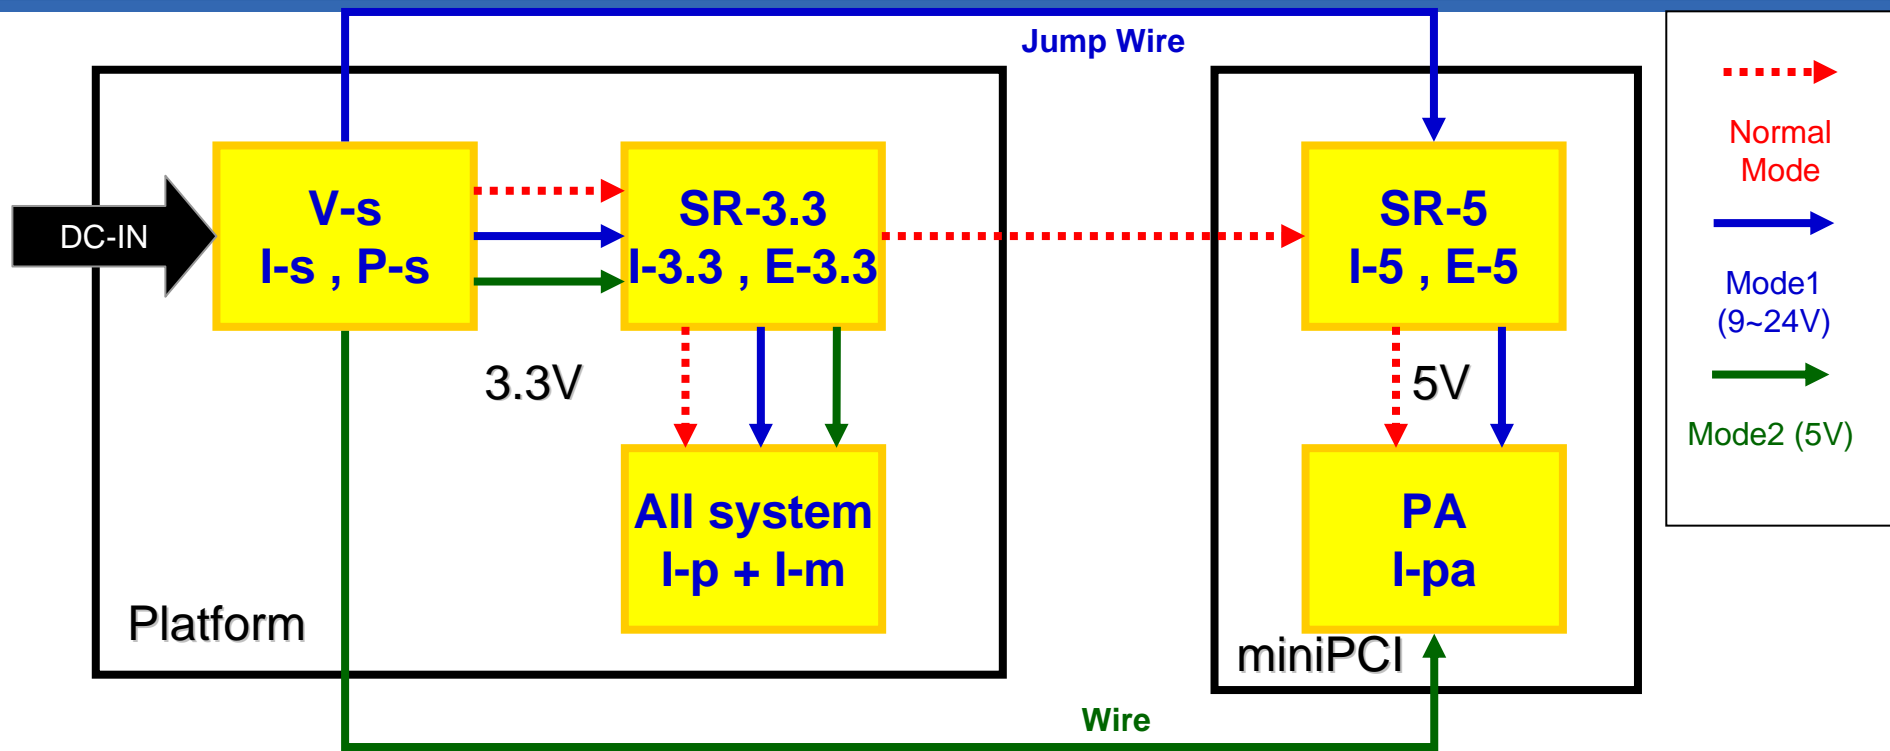 Jump Wire
DC-IN
V-s
I-s , P-s
SR-3.3
I-3.3 , E-3.3
SR-5
I-5 , E-5
3.3V
5V
All system
I-p + I-m
PA
I-pa
Platform
miniPCI
Wire
Normal
Mode
Mode1
(9~24V)
Mode2 (5V)